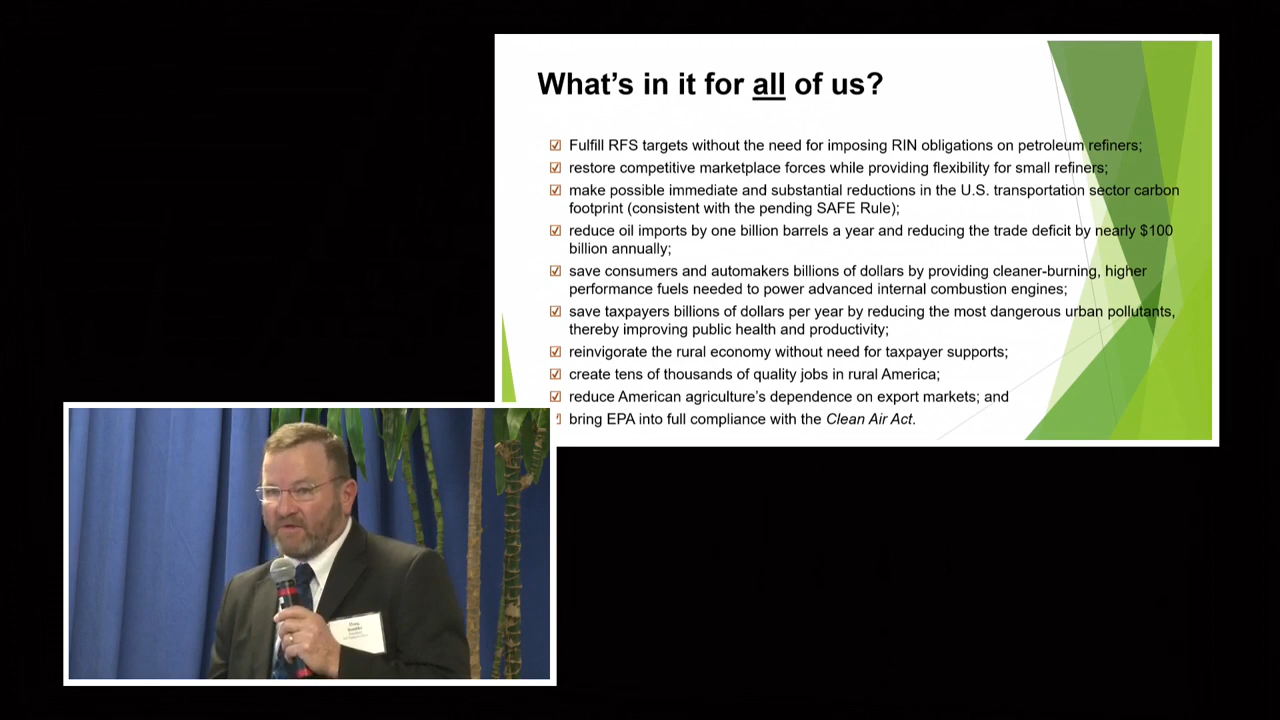 What's in it for all of us?
Fulfill RFS targets without the need for imposing RIN obligations on petroleum refiners;
restore competitive marketplace forces while providing flexibility for small refiners;
make possible immediate and substantial reductions in the U.S. transportation sector carbon
footprint (consistent with the pending SAFE Rule);
reduce oil imports by one billion barrels a year and reducing the trade deficit by nearly $100
billion annually;
save consumers and automakers billions of dollars by providing cleaner-burning, higher
performance fuels needed to power advanced internal combustion engines;
save taxpayers billions of dollars per year by reducing the most dangerous urban pollutants,
thereby improving public health and productivity;
reinvigorate the rural economy without need for taxpayer supports;
create tens of thousands of quality jobs in rural America;
reduce American agriculture's dependence on export markets; and
bring EPA into full compliance with the Clean Air Act.